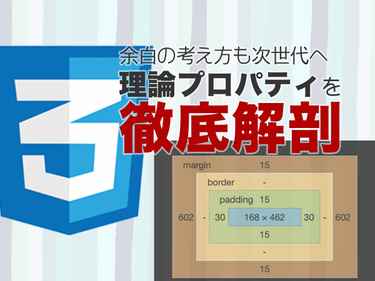 余白の考え方も次世代へ
理論プロパティを
徹底解剖
margin 15
border -
padding 15
602 - 30 168 × 462 30 - 602
15
-
15